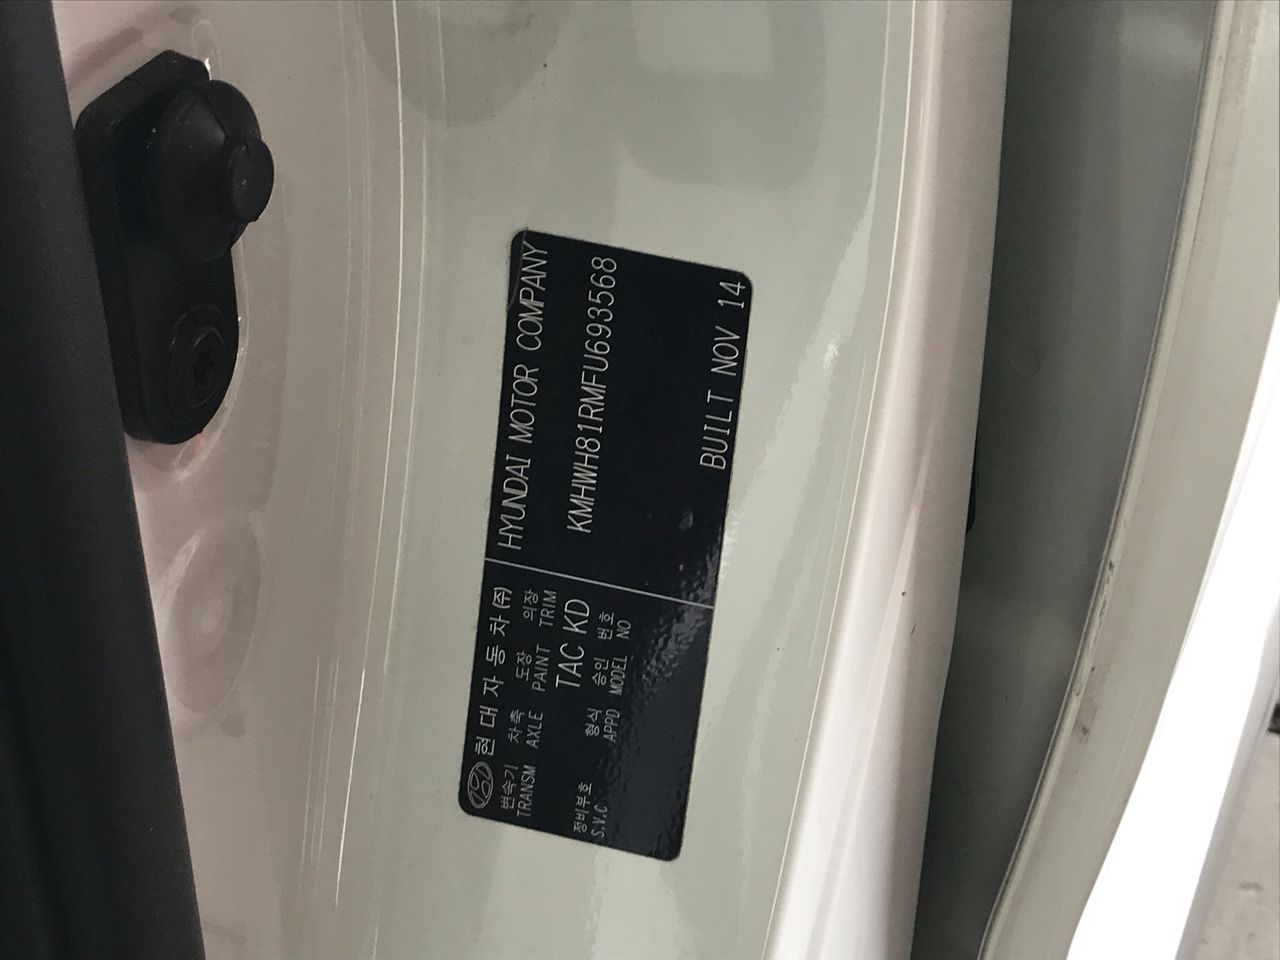 현대자동차(주)
HYUNDAI MOTOR COMPANY
변속기 차축 도장 의장
TRANSM AXLE PAINT TRIM
TAC KD
KMHWH81RMFU693568
정비부호 형식 승인 번호
S.V.C APPD MODEL NO
BUILT NOV 14